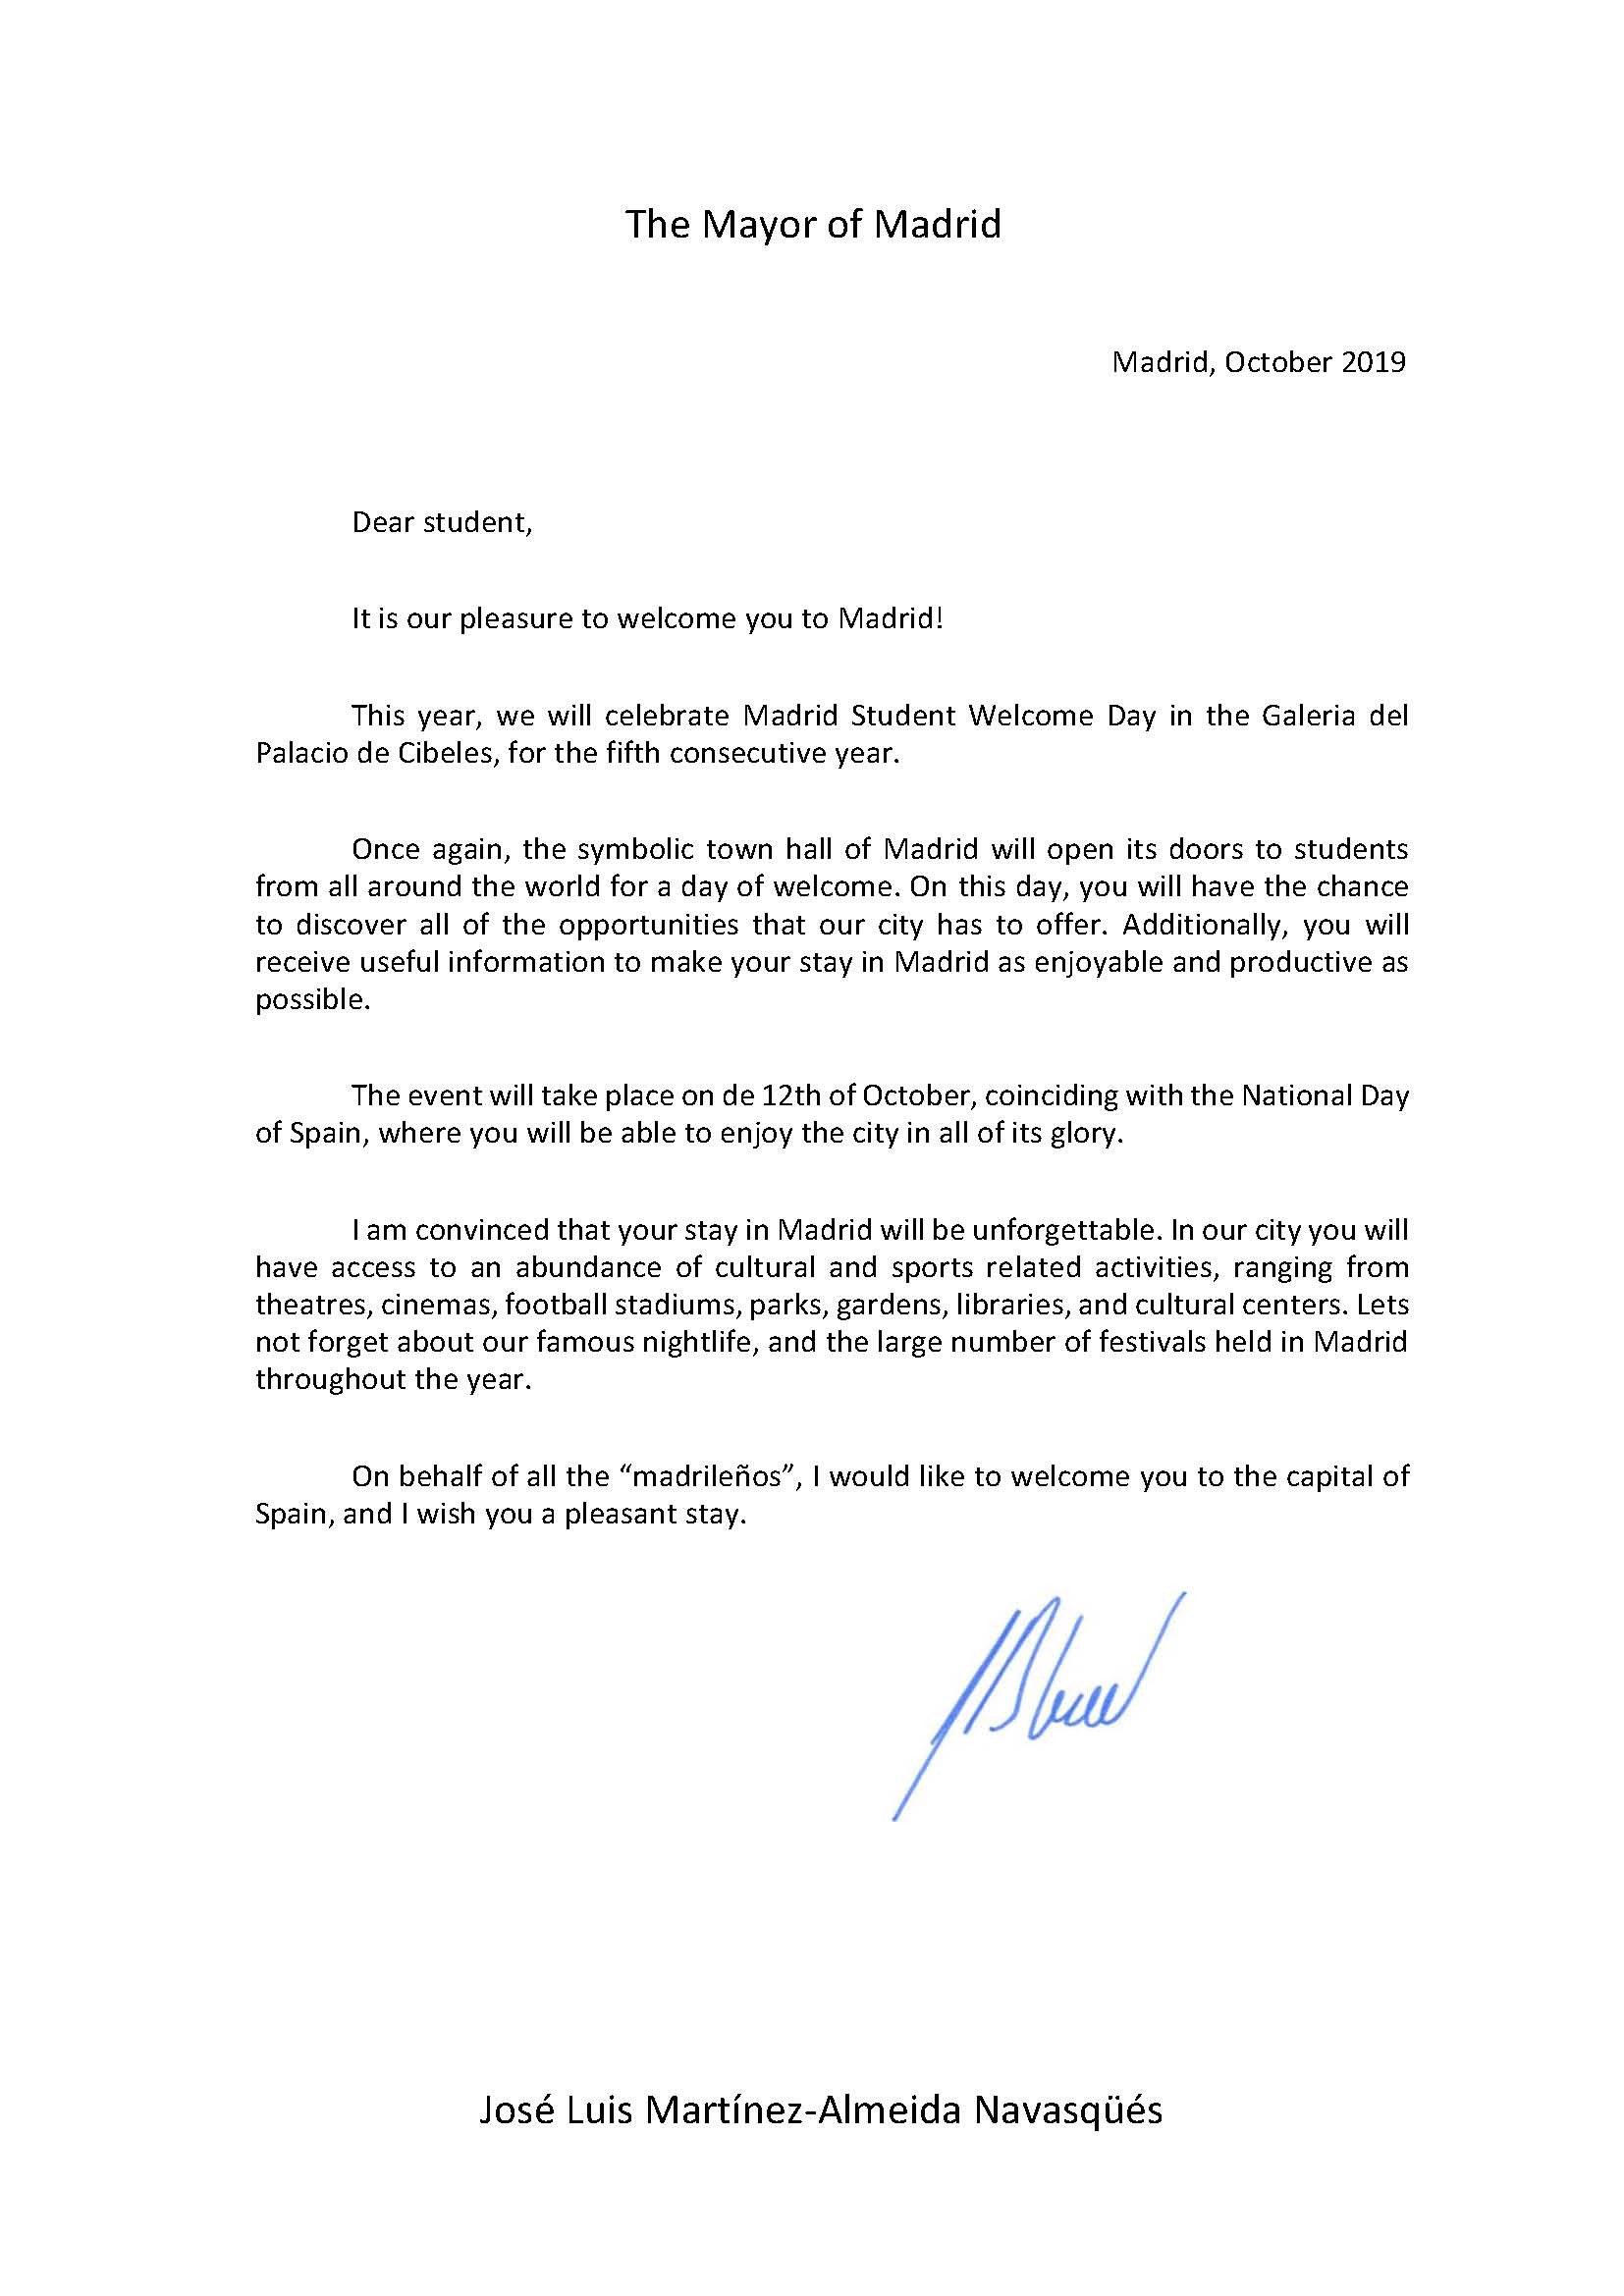 The Mayor of Madrid
Madrid, October 2019
Dear student,
It is our pleasure to welcome you to Madrid!
This year, we will celebrate Madrid Student Welcome Day in the Galeria del
Palacio de Cibeles, for the fifth consecutive year.
Once again, the symbolic town hall of Madrid will open its doors to students
from all around the world for a day of welcome. On this day, you will have the chance
to discover all of the opportunities that our city has to offer. Additionally, you will
receive useful information to make your stay in Madrid as enjoyable and productive as
possible.
The event will take place on de 12th of October, coinciding with the National Day
of Spain, where you will be able to enjoy the city in all of its glory.
I am convinced that your stay in Madrid will be unforgettable. In our city you will
have access to an abundance of cultural and sports related activities, ranging from
theatres, cinemas, football stadiums, parks, gardens, libraries, and cultural centers. Lets
not forget about our famous nightlife, and the large number of festivals held in Madrid
throughout the year.
On behalf of all the “madrileños”, I would like to welcome you to the capital of
Spain, and I wish you a pleasant stay.
José Luis Martínez-Almeida Navasqüés